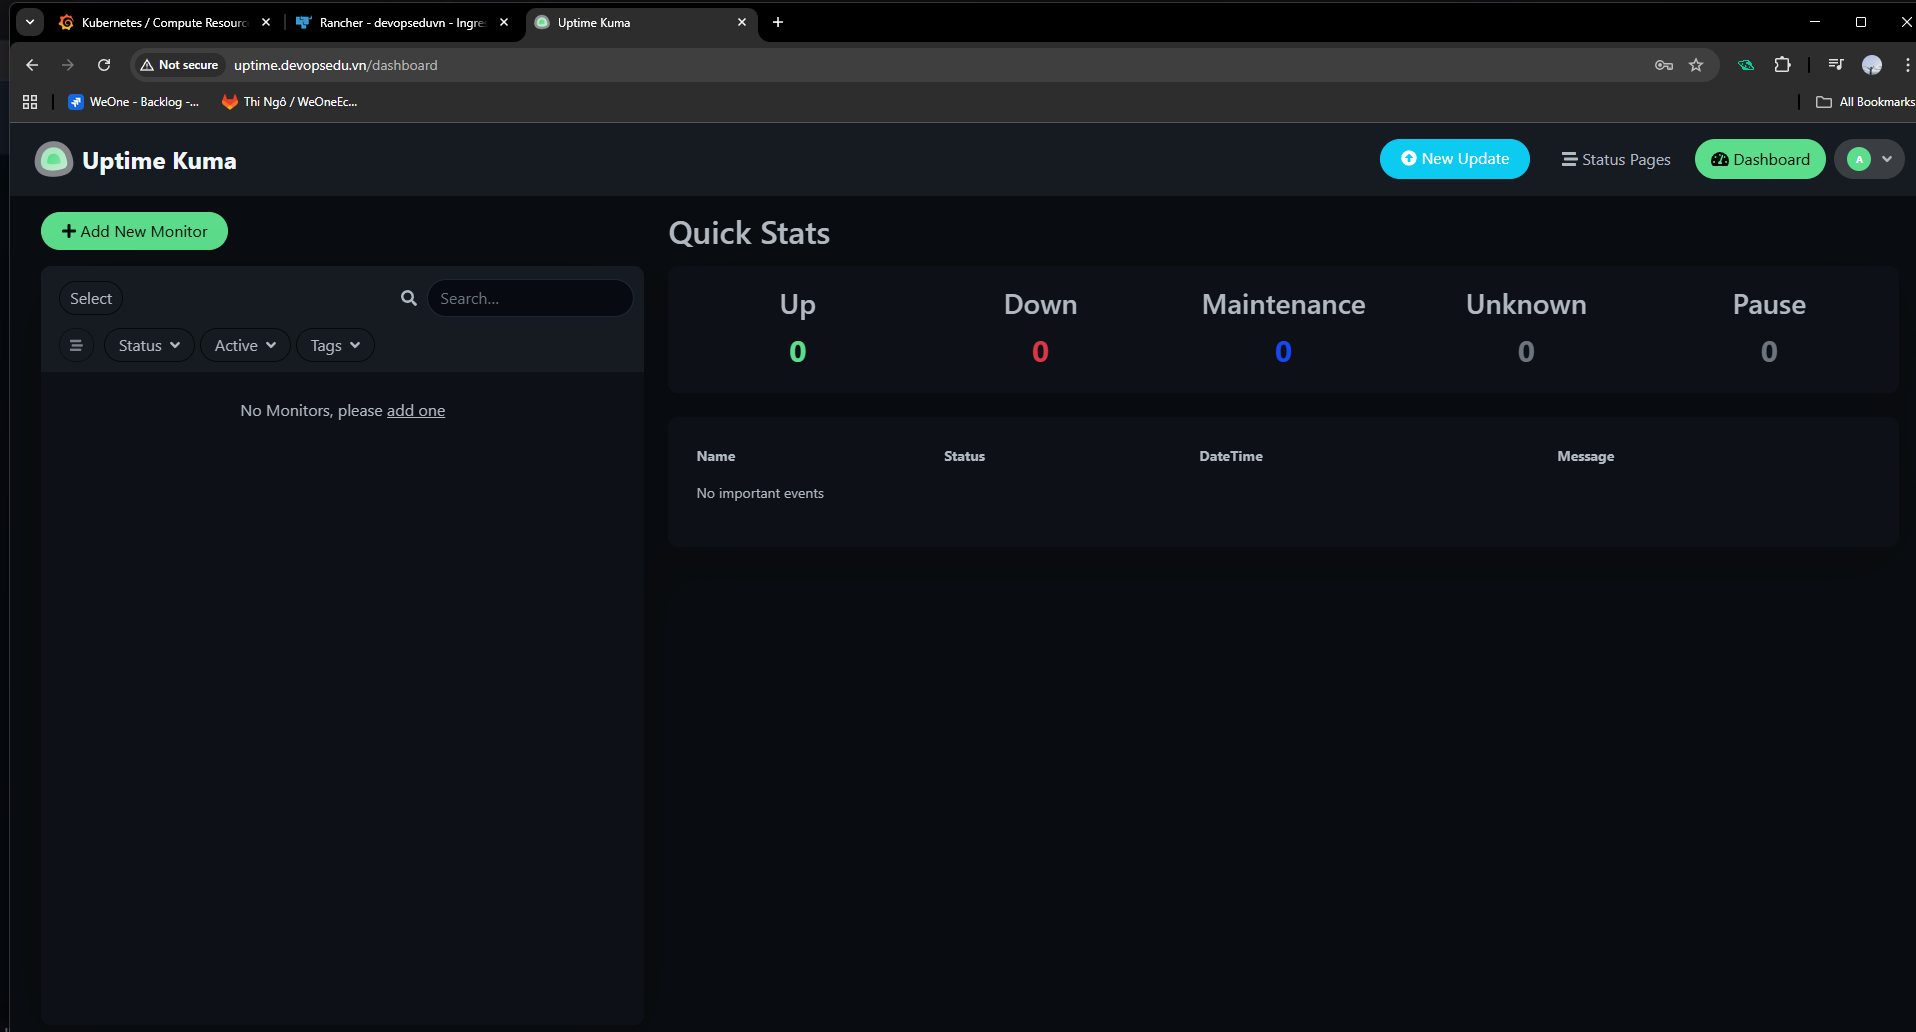 Kubernetes / Compute Resourc
Rancher - devopseduvn - Ingre
Uptime Kuma
Not secure
uptime.devopsedu.vn/dashboard
WeOne - Backlog -...
Thi Ngô / WeOneEc...
All Bookmarks
Uptime Kuma
New Update
Status Pages
Dashboard
A
Add New Monitor
Select
Search...
Status
Active
Tags
No Monitors, please add one
Quick Stats
Up
Down
Maintenance
Unknown
Pause
0
0
0
0
0
Name
Status
DateTime
Message
No important events